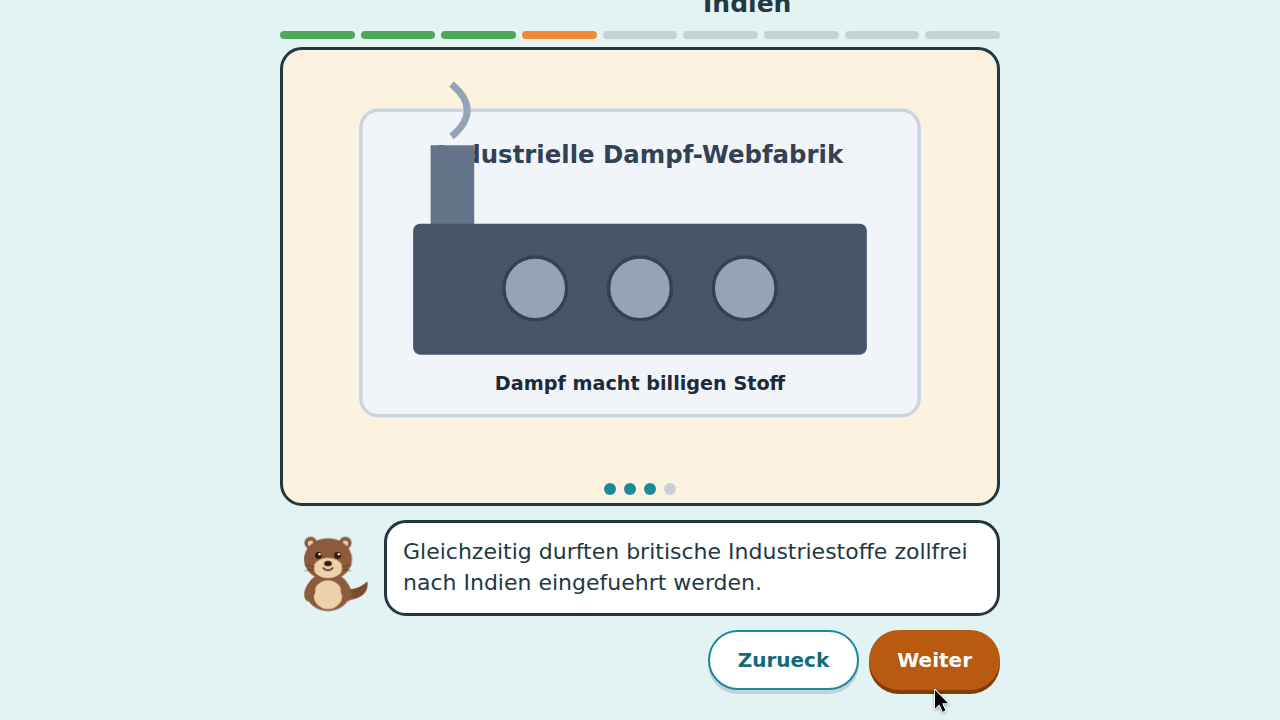 Indien
Industrielle Dampf-Webfabrik
Dampf macht billigen Stoff
Gleichzeitig durften britische Industriestoffe zollfrei
nach Indien eingefuehrt werden.
Zurueck
Weiter